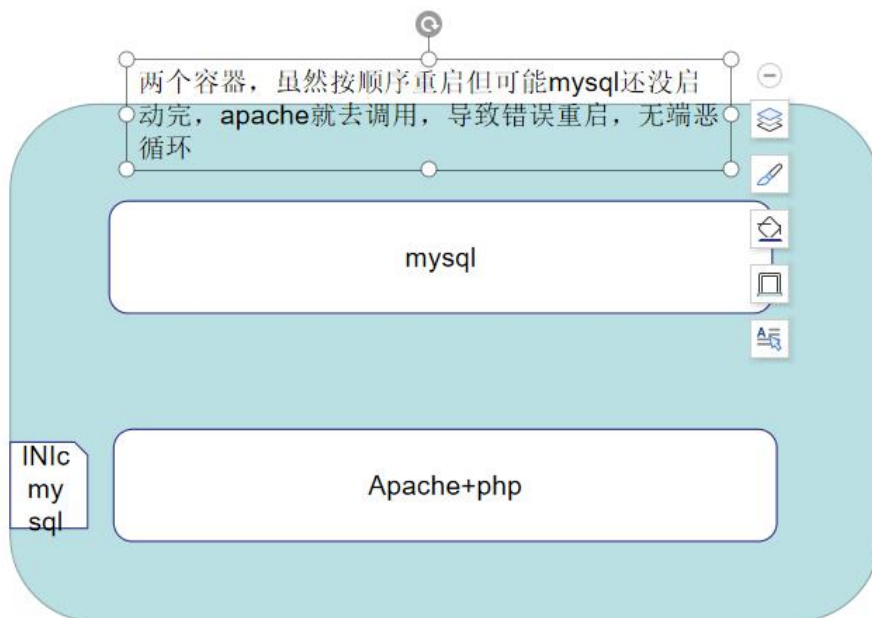 两个容器，虽然按顺序重启但可能mysql还没启
动完，apache就去调用，导致错误重启，无端恶
循环
mysql
INIc
my
sql
Apache+php